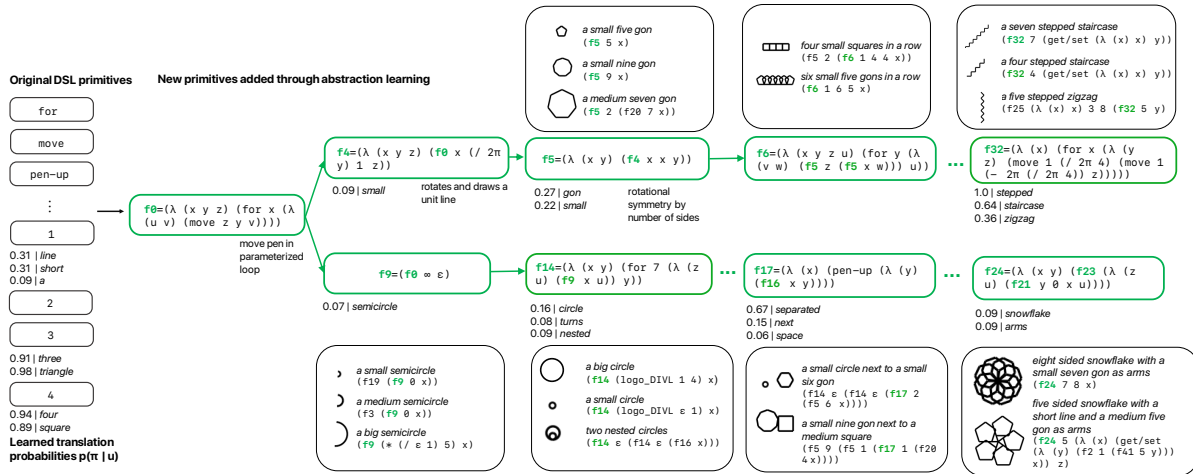 Original DSL primitives
for
move
pen-up
⋮
1
0.31 | line
0.31 | short
0.09 | a
2
3
0.91 | three
0.98 | triangle
4
0.94 | four
0.89 | square
Learned translation
probabilities p(π | u)
New primitives added through abstraction learning
f0=(λ (x y z) (for x (λ
(u v) (move z y v))))
move pen in
parameterized
loop
f4=(λ (x y z) (f0 x (/ 2π
y) 1 z))
0.09 | small
rotates and draws a
unit line
f5=(λ (x y) (f4 x x y))
0.27 | gon
0.22 | small
rotational
symmetry by
number of sides
f6=(λ (x y z u) (for y (λ
(v w) (f5 z (f5 x w))) u))
...
f32=(λ (x) (for x (λ (y
z) (move 1 (/ 2π 4) (move 1
(- 2π (/ 2π 4)) z)))))
1.0 | stepped
0.64 | staircase
0.36 | zigzag
a small five gon
(f5 5 x)
a small nine gon
(f5 9 x)
a medium seven gon
(f5 2 (f20 7 x))
four small squares in a row
(f5 2 (f6 1 4 4 x))
six small five gons in a row
(f6 1 6 5 x)
a seven stepped staircase
(f32 7 (get/set (λ (x) x) y))
a four stepped staircase
(f32 4 (get/set (λ (x) x) y))
a five stepped zigzag
(f25 (λ (x) x) 3 8 (f32 5 y)
f9=(f0 ∞ ε)
0.07 | semicircle
f14=(λ (x y) (for 7 (λ (z
u) (f9 x u)) y))
0.16 | circle
0.08 | turns
0.09 | nested
...
f17=(λ (x) (pen-up (λ (y)
(f16 x y))))
0.67 | separated
0.15 | next
0.06 | space
...
f24=(λ (x y) (f23 (λ (z
u) (f21 y 0 x u))))
0.09 | snowflake
0.09 | arms
a small semicircle
(f19 (f9 0 x))
a medium semicircle
(f3 (f9 0 x))
a big semicircle
(f9 (* (/ ε 1) 5) x)
a big circle
(f14 (logo_DIVL 1 4) x)
a small circle
(f14 (logo_DIVL ε 1) x)
two nested circles
(f14 ε (f14 ε (f16 x)))
a small circle next to a small
six gon
(f14 ε (f14 ε (f17 2
(f5 6 x))))
a small nine gon next to a
medium square
(f5 9 (f5 1 (f17 1 (f20
4 x))))
eight sided snowflake with a
small seven gon as arms
(f24 7 8 x)
five sided snowflake with a
short line and a medium five
gon as arms
(f24 5 (λ (x) (get/set
(λ (y) (f2 1 (f41 5 y)))
x)) z)